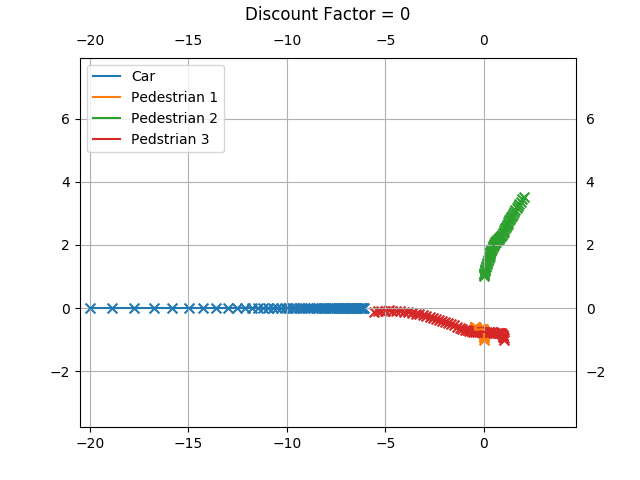 Discount Factor = 0
−20 −15 −10 −5 0
Car
Pedestrian 1
Pedestrian 2
Pedstrian 3
6 6
4 4
2 2
0 0
−2 −2
−20 −15 −10 −5 0